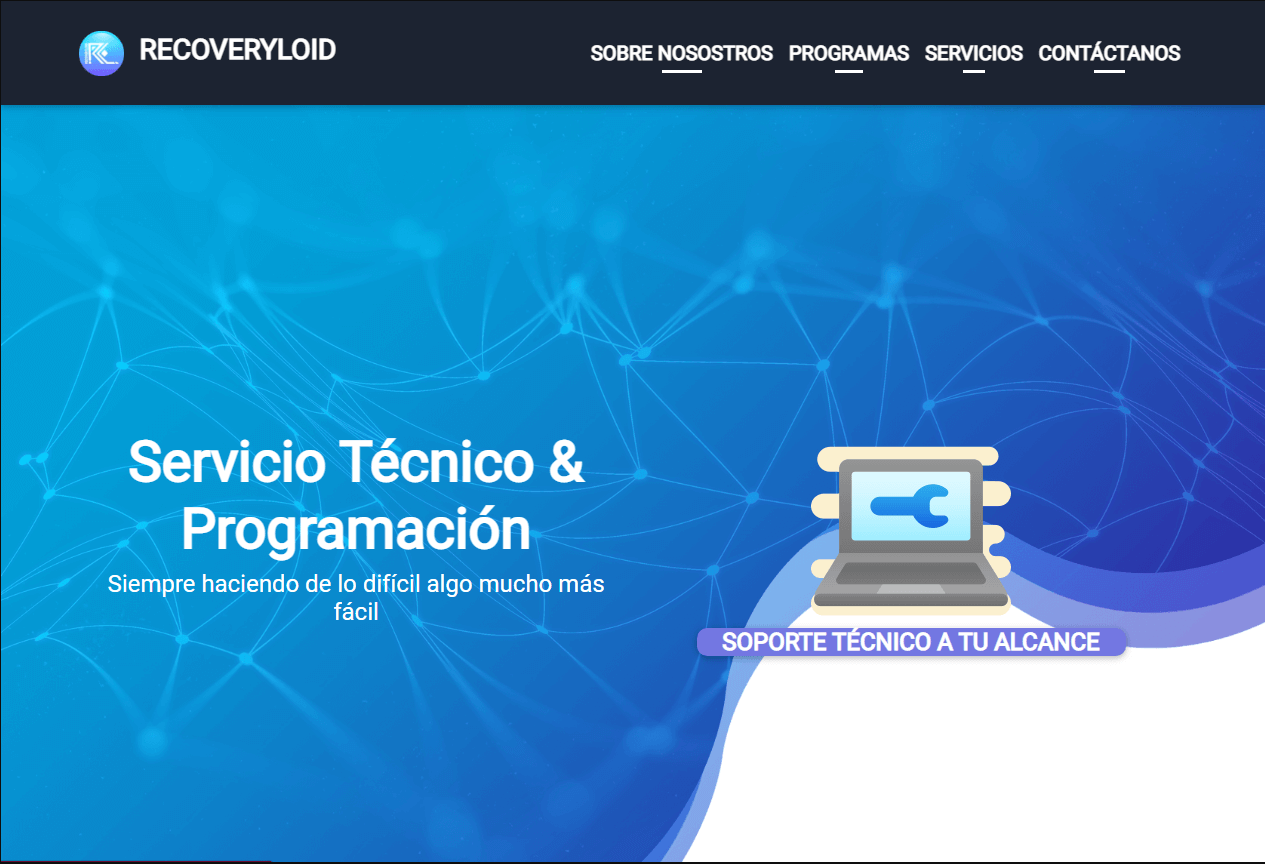 RECOVERYLOID
SOBRE NOSOSTROS PROGRAMAS SERVICIOS CONTÁCTANOS
Servicio Técnico &
Programación
Siempre haciendo de lo difícil algo mucho más
fácil
SOPORTE TÉCNICO A TU ALCANCE